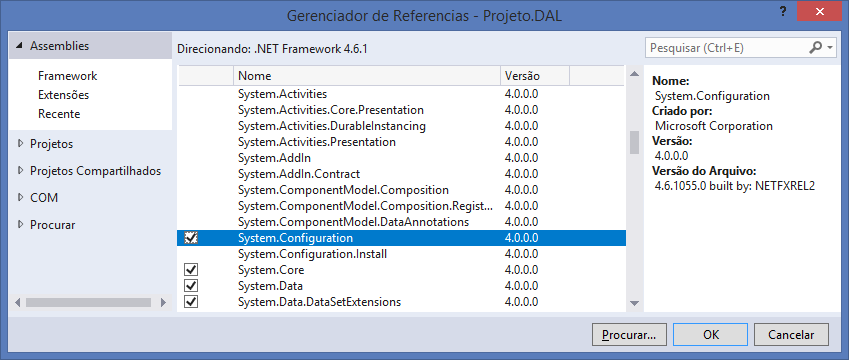 Gerenciador de Referencias - Projeto.DAL
? ×
Assemblies
Framework
Extensões
Recente
Projetos
Projetos Compartilhados
COM
Procurar
Direcionando: .NET Framework 4.6.1
Nome Versão
System.Activities 4.0.0.0
System.Activities.Core.Presentation 4.0.0.0
System.Activities.DurableInstancing 4.0.0.0
System.Activities.Presentation 4.0.0.0
System.AddIn 4.0.0.0
System.AddIn.Contract 4.0.0.0
System.ComponentModel.Composition 4.0.0.0
System.ComponentModel.Composition.Regist... 4.0.0.0
System.ComponentModel.DataAnnotations 4.0.0.0
System.Configuration 4.0.0.0
System.Configuration.Install 4.0.0.0
System.Core 4.0.0.0
System.Data 4.0.0.0
System.Data.DataSetExtensions 4.0.0.0
Pesquisar (Ctrl+E)
Nome:
System.Configuration
Criado por:
Microsoft Corporation
Versão:
4.0.0.0
Versão do Arquivo:
4.6.1055.0 built by: NETFXREL2
Procurar... OK Cancelar